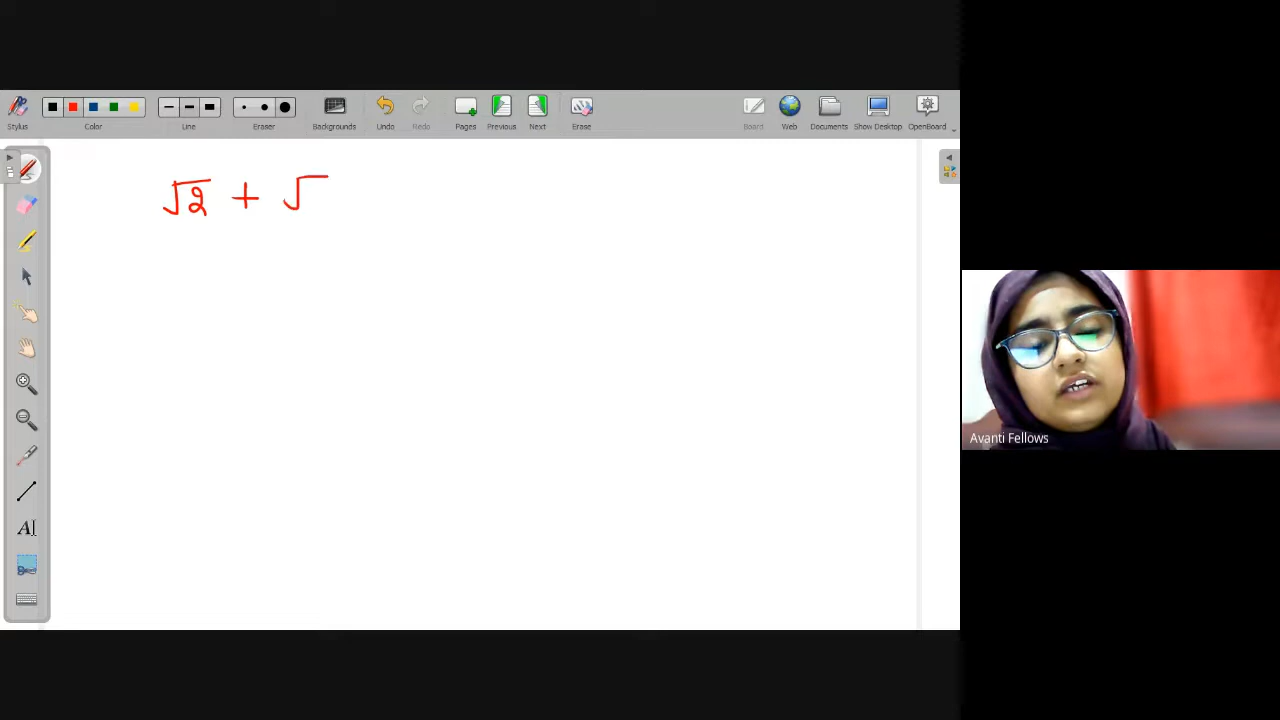 Stylus Color Line Eraser Backgrounds Undo Redo Pages Previous Next Erase Board Web Documents Show Desktop OpenBoard
√2 + √
A
Avanti Fellows